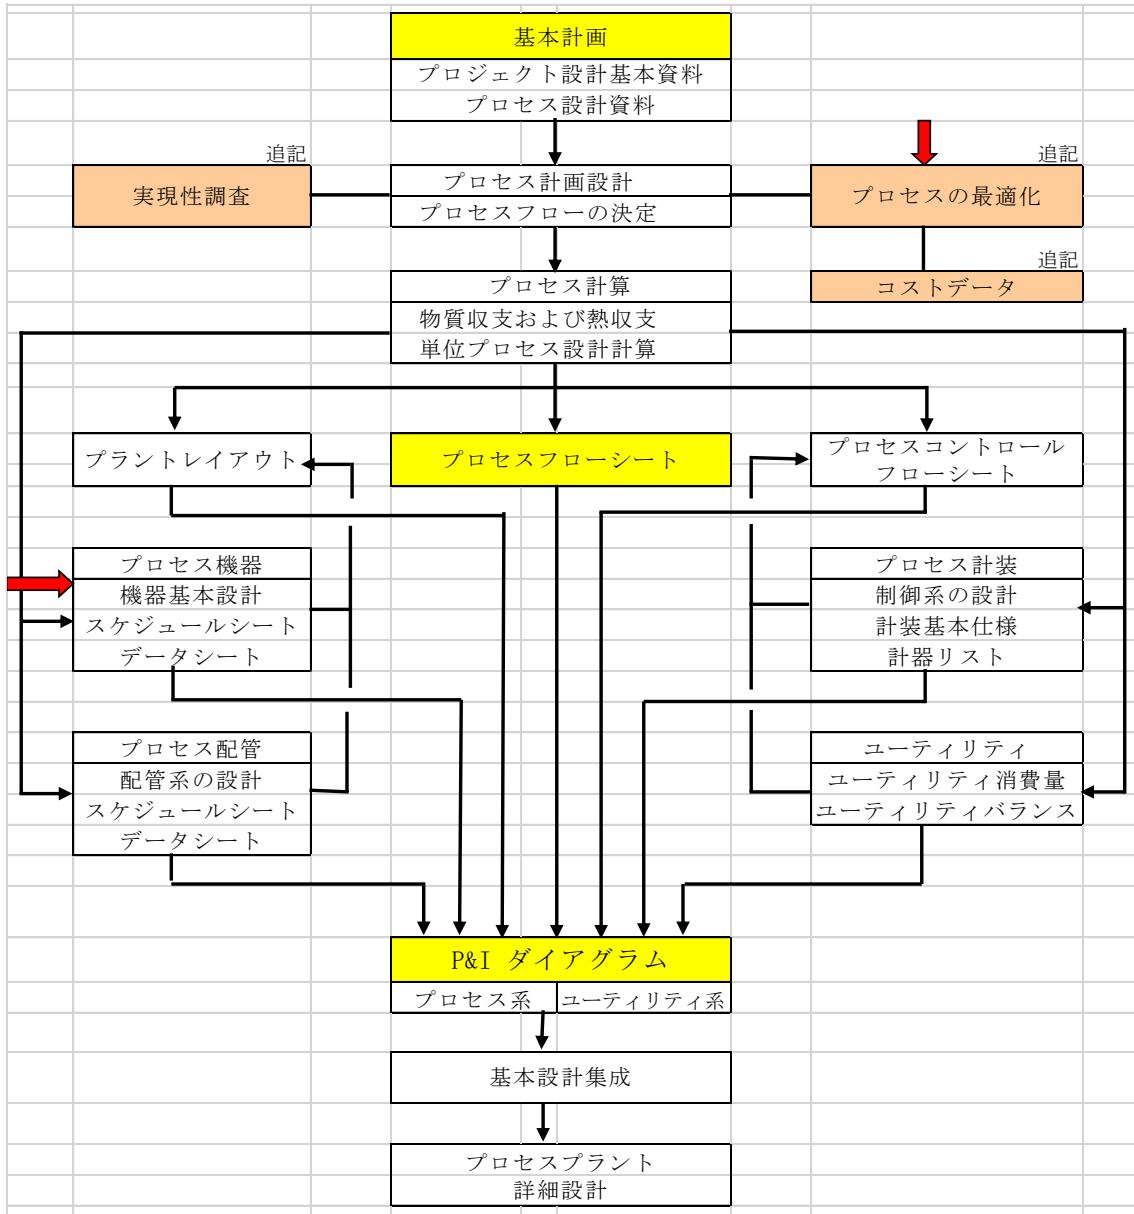 基本計画
プロジェクト設計基本資料
プロセス設計資料
追記
実現性調査
プロセス計画設計
プロセスフローの決定
追記
プロセスの最適化
追記
コストデータ
プロセス計算
物質収支および熱収支
単位プロセス設計計算
プラントレイアウト
プロセスフローシート
プロセスコントロール
フローシート
プロセス機器
機器基本設計
スケジュールシート
データシート
プロセス計装
制御系の設計
計装基本仕様
計器リスト
プロセス配管
配管系の設計
スケジュールシート
データシート
ユーティリティ
ユーティリティ消費量
ユーティリティバランス
P&I ダイアグラム
プロセス系
ユーティリティ系
基本設計集成
プロセスプラント
詳細設計